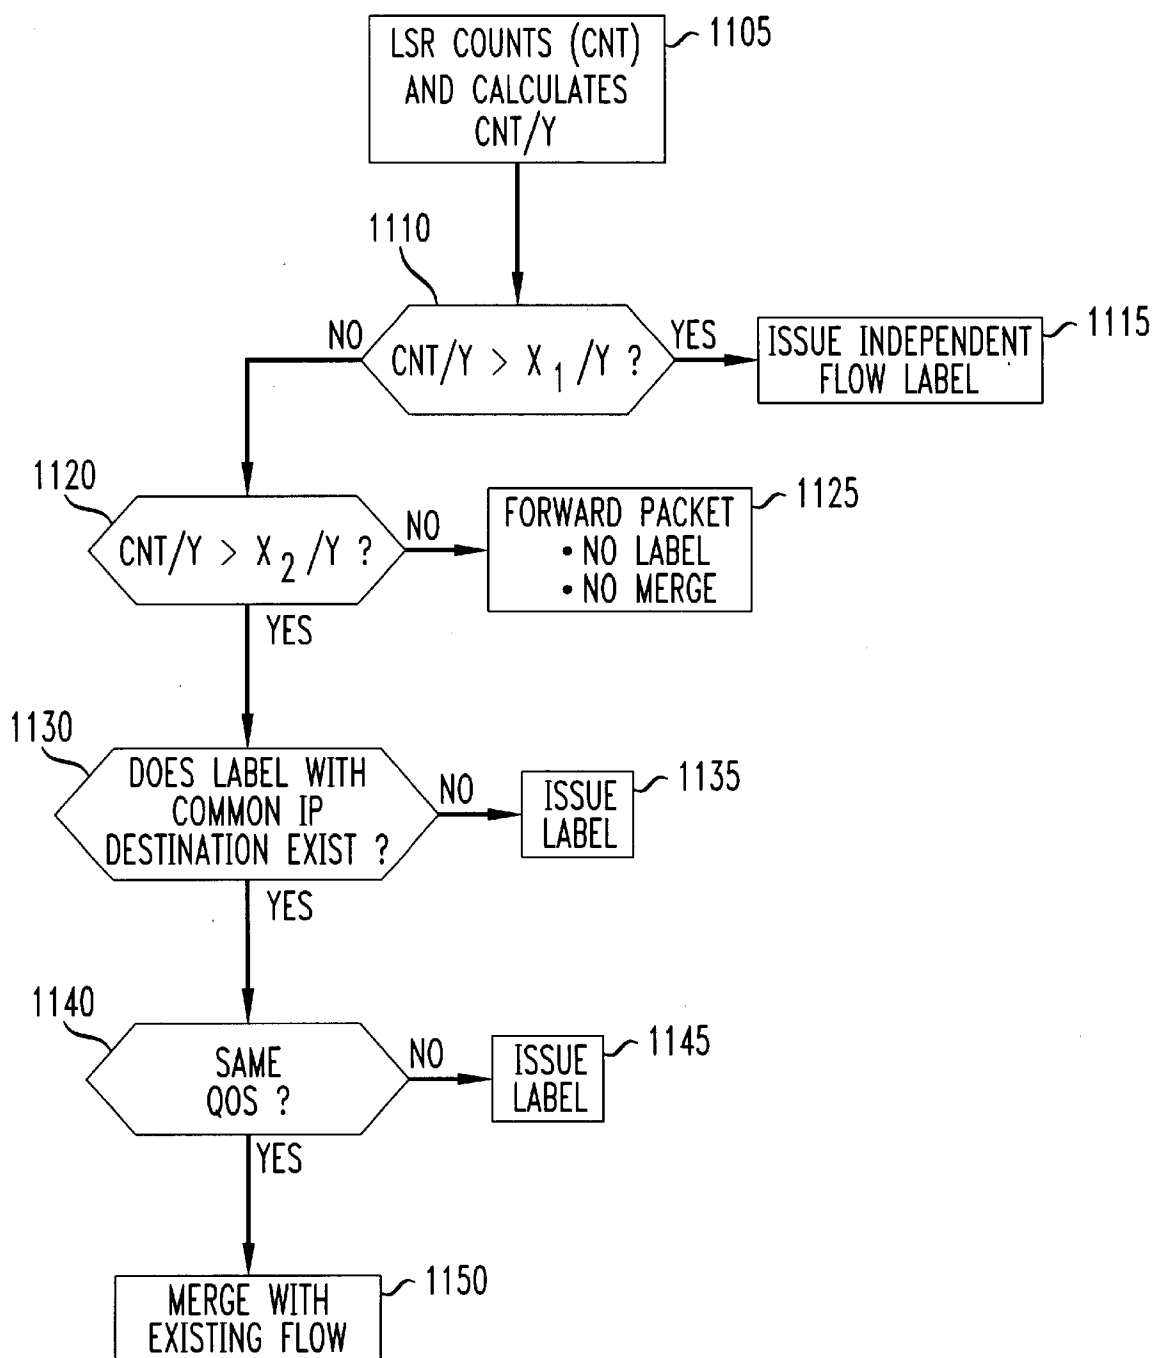 LSR COUNTS (CNT)
AND CALCULATES
CNT/Y
1105
1110
CNT/Y > X1/Y ?
NO
YES
ISSUE INDEPENDENT
FLOW LABEL
1115
1120
CNT/Y > X2/Y ?
NO
YES
FORWARD PACKET
• NO LABEL
• NO MERGE
1125
1130
DOES LABEL WITH
COMMON IP
DESTINATION EXIST ?
NO
YES
ISSUE
LABEL
1135
1140
SAME
QOS ?
NO
YES
ISSUE
LABEL
1145
MERGE WITH
EXISTING FLOW
1150